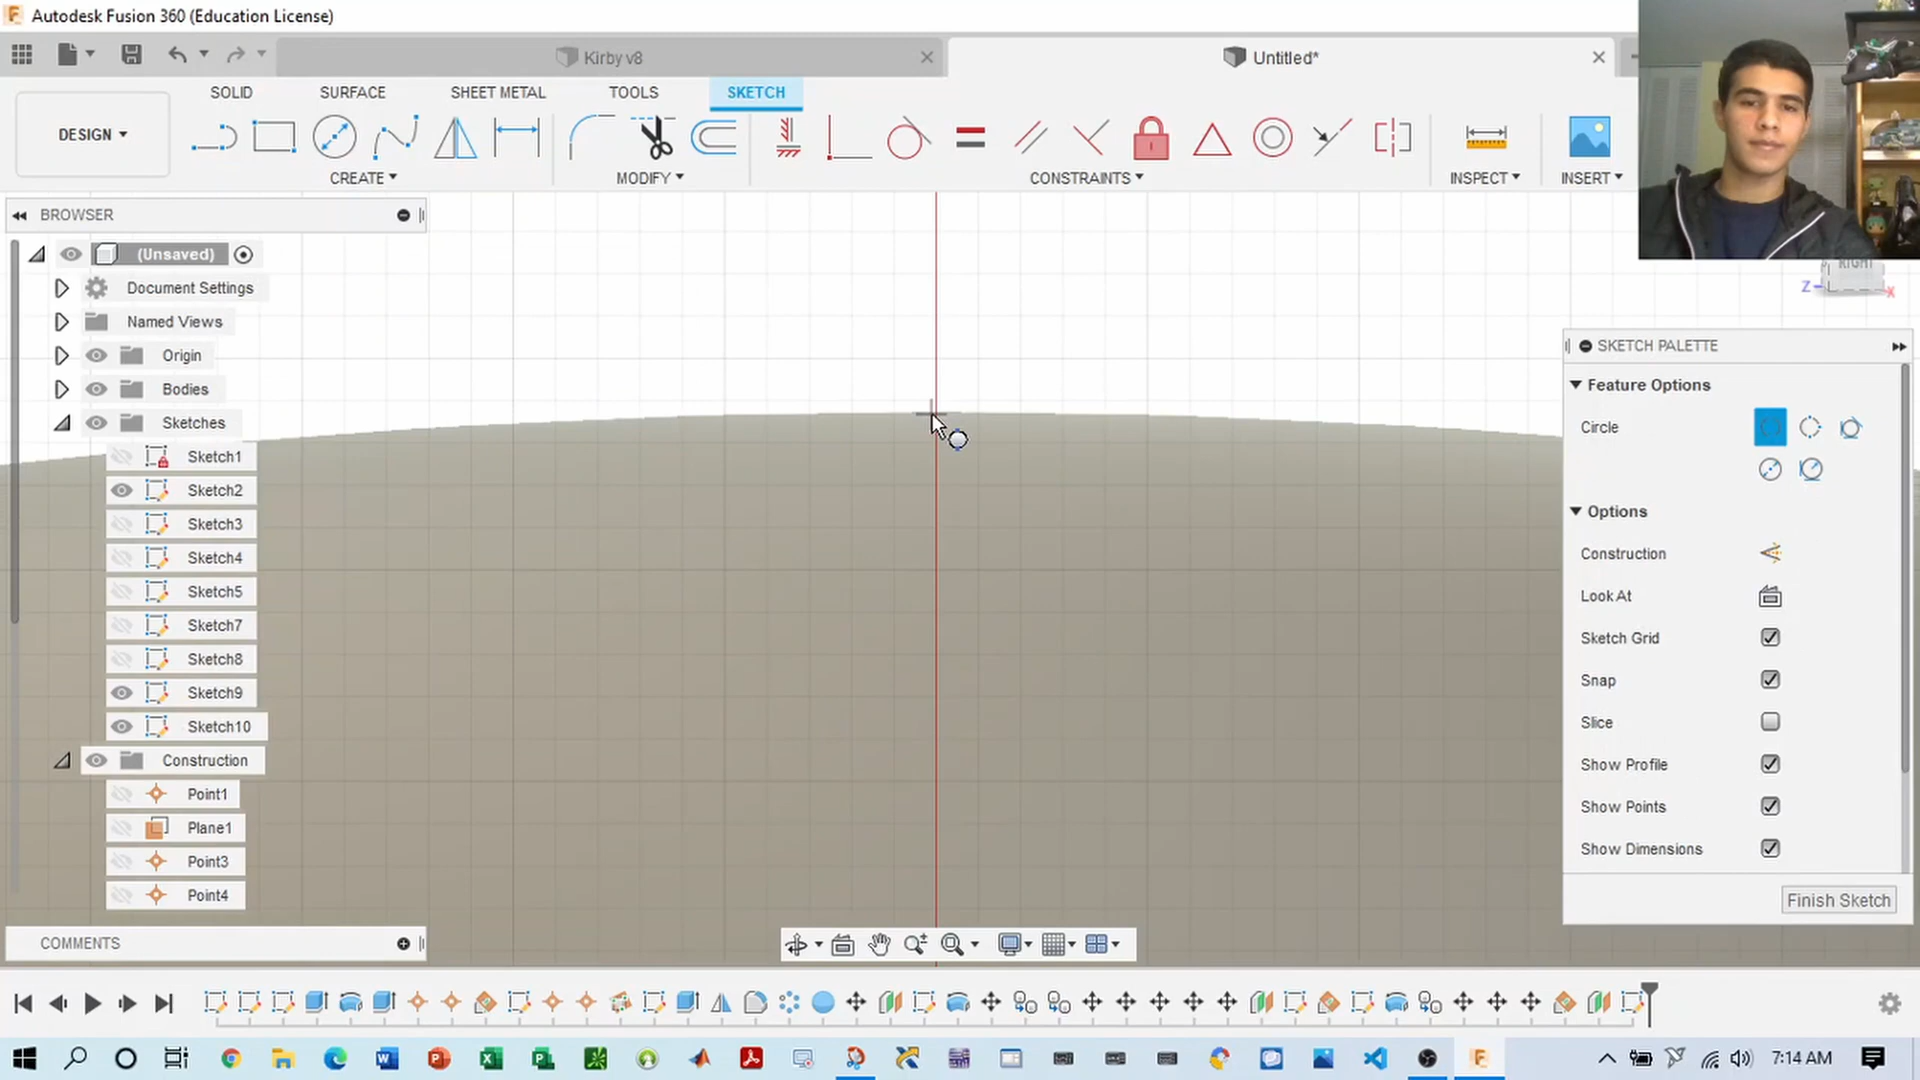 Autodesk Fusion 360 (Education License)
Kirby v8
Untitled*
SOLID SURFACE SHEET METAL TOOLS SKETCH
DESIGN
CREATE MODIFY CONSTRAINTS INSPECT INSERT
RIGHT
Z X
BROWSER
(Unsaved)
Document Settings
Named Views
Origin
Bodies
Sketches
Sketch1
Sketch2
Sketch3
Sketch4
Sketch5
Sketch7
Sketch8
Sketch9
Sketch10
Construction
Point1
Plane1
Point3
Point4
COMMENTS
SKETCH PALETTE
Feature Options
Circle
Options
Construction
Look At
Sketch Grid
Snap
Slice
Show Profile
Show Points
Show Dimensions
Finish Sketch
7:14 AM